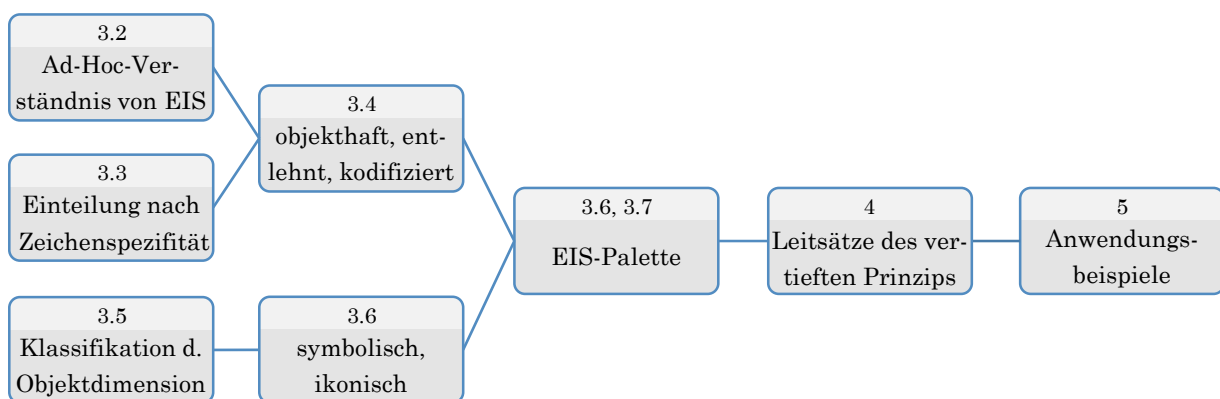 3.2
Ad-Hoc-Ver-
ständnis von EIS
3.3
Einteilung nach
Zeichenspezifität
3.5
Klassifikation d.
Objektdimension
3.4
objekthaft, ent-
lehnt, kodifiziert
3.6
symbolisch,
ikonisch
3.6, 3.7
EIS-Palette
4
Leitsätze des ver-
tieften Prinzips
5
Anwendungs-
beispiele